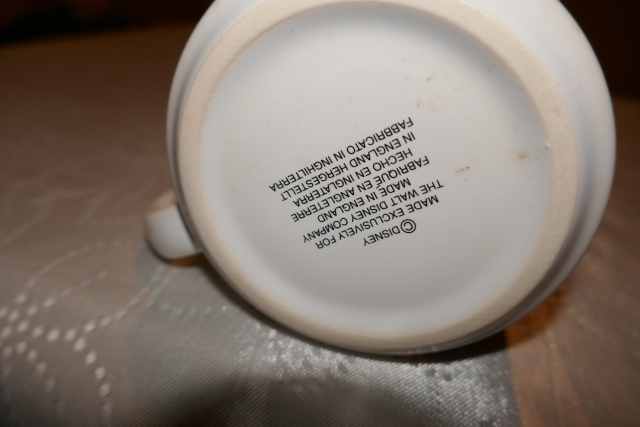 ©DISNEY
MADE EXCLUSIVELY FOR
THE WALT DISNEY COMPANY
MADE IN ENGLAND
FABRIQUE EN ANGLETERRE
HECHO EN INGLATERRA
IN ENGLAND HERGESTELLT
FABBRICATO IN INGHILTERRA